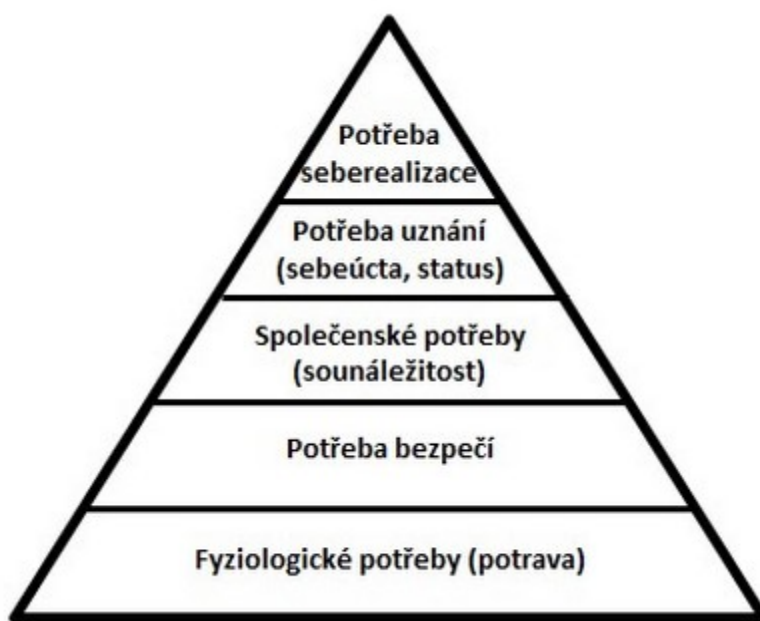 Potřeba
seberealizace
Potřeba uznání
(sebeúcta, status)
Společenské potřeby
(sounáležitost)
Potřeba bezpečí
Fyziologické potřeby (potrava)